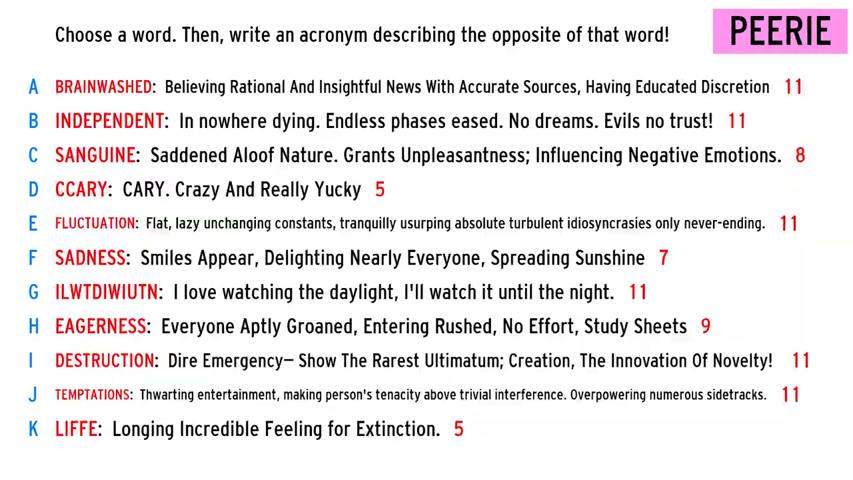 Choose a word. Then, write an acronym describing the opposite of that word!
PEERIE
A BRAINWASHED: Believing Rational And Insightful News With Accurate Sources, Having Educated Discretion 11
B INDEPENDENT: In nowhere dying. Endless phases eased. No dreams. Evils no trust! 11
C SANGUINE: Saddened Aloof Nature. Grants Unpleasantness; Influencing Negative Emotions. 8
D CCARY: CARY. Crazy And Really Yucky 5
E FLUCTUATION: Flat, lazy unchanging constants, tranquilly usurping absolute turbulent idiosyncrasies only never-ending. 11
F SADNESS: Smiles Appear, Delighting Nearly Everyone, Spreading Sunshine 7
G ILWTDIWIUTN: I love watching the daylight, I'll watch it until the night. 11
H EAGERNESS: Everyone Aptly Groaned, Entering Rushed, No Effort, Study Sheets 9
I DESTRUCTION: Dire Emergency— Show The Rarest Ultimatum; Creation, The Innovation Of Novelty! 11
J TEMPTATIONS: Thwarting entertainment, making person's tenacity above trivial interference. Overpowering numerous sidetracks. 11
K LIFFE: Longing Incredible Feeling for Extinction. 5